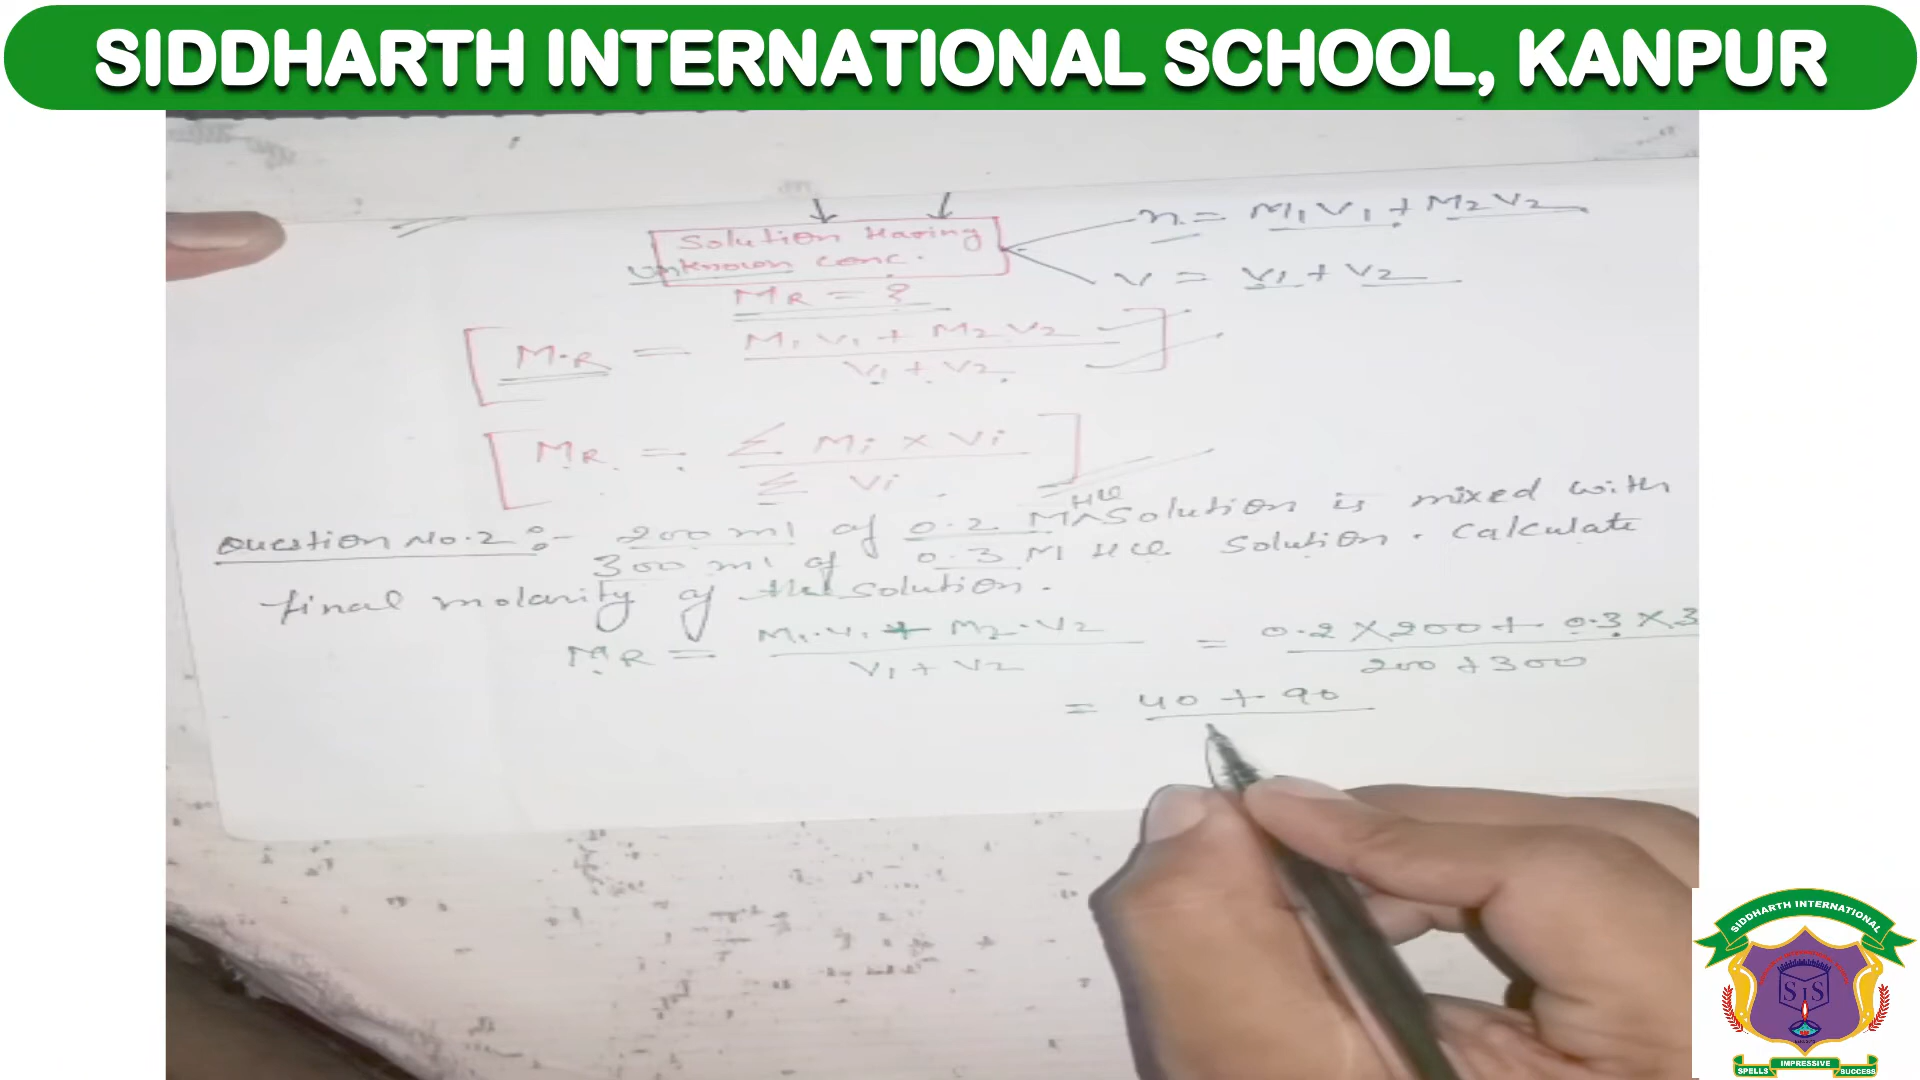 SIDDHARTH INTERNATIONAL SCHOOL, KANPUR
Solution Having
Unknown conc.
n = M1V1 + M2V2
V = V1 + V2
MR = ?
MR = M1V1 + M2V2
V1 + V2
MR = Σ Mi × Vi
Σ Vi
Question No. 2 :- 200 ml of 0.2 M HCl Solution is mixed with
300 ml of 0.3 M HCl Solution. Calculate
final molarity of the solution.
MR = M1.V1 + M2.V2 = 0.2 × 200 + 0.3 × 3
V1 + V2 200 + 300
= 40 + 90
SIDDHARTH INTERNATIONAL
SIS
SPELLS IMPRESSIVE SUCCESS